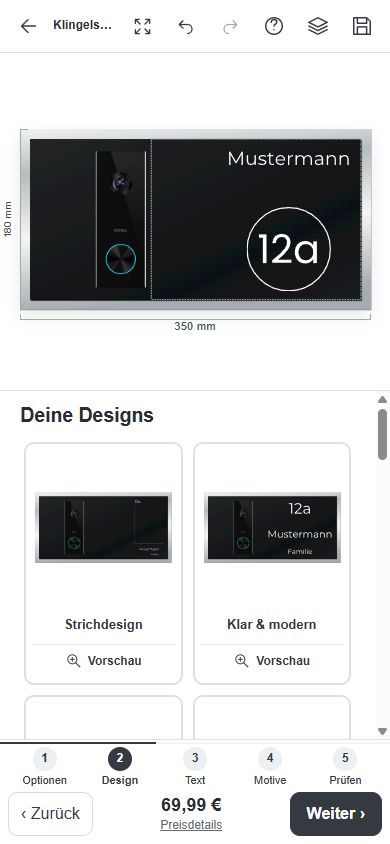 Klingels…
180 mm
Mustermann
12a
350 mm
Deine Designs
12a
Mustermann
Familie
Strichdesign
Klar & modern
Vorschau
Vorschau
1
2
3
4
5
Optionen
Design
Text
Motive
Prüfen
‹ Zurück
69,99 €
Preisdetails
Weiter ›